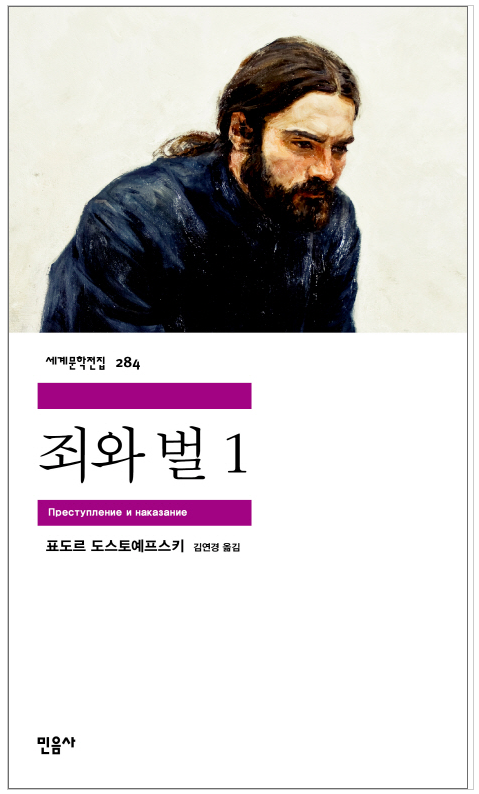 세계문학전집 284
죄와 벌 1
Преступление и наказание
표도르 도스토예프스키 김연경 옮김
민음사